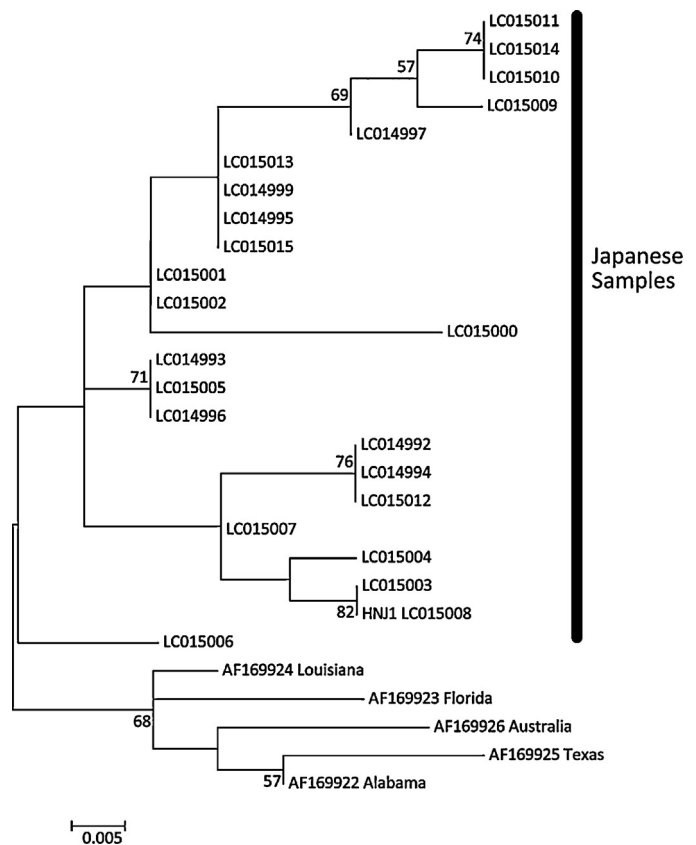 LC015011
74
LC015014
57
LC015010
69
LC015009
LC014997
LC015013
LC014999
LC014995
LC015015
Japanese
Samples
LC015001
LC015002
LC015000
LC014993
71
LC015005
LC014996
LC014992
76
LC014994
LC015012
LC015007
LC015004
LC015003
82
HNJ1 LC015008
LC015006
AF169924 Louisiana
AF169923 Florida
68
AF169926 Australia
AF169925 Texas
57
AF169922 Alabama
0.005